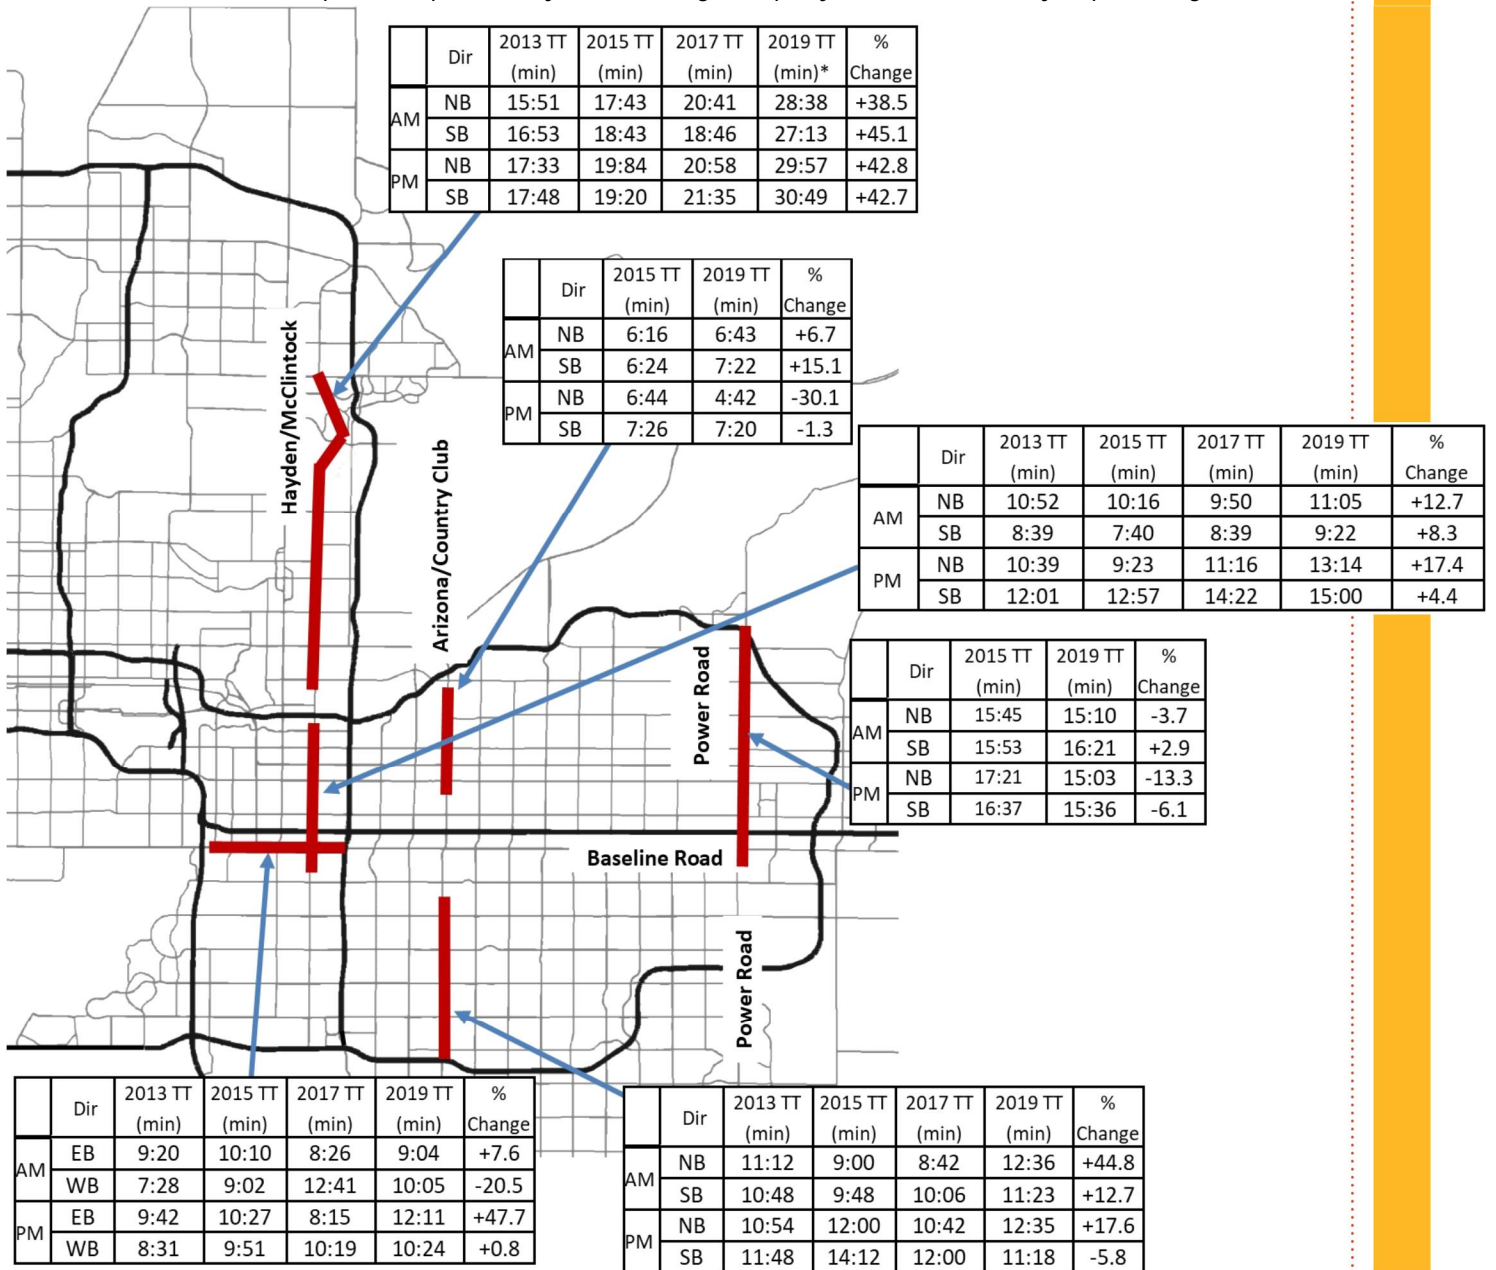 2013 TT 2015 TT 2017 TT 2019 TT %
Dir (min) (min) (min) (min)* Change
AM NB 15:51 17:43 20:41 28:38 +38.5
SB 16:53 18:43 18:46 27:13 +45.1
PM NB 17:33 19:84 20:58 29:57 +42.8
SB 17:48 19:20 21:35 30:49 +42.7
2015 TT 2019 TT %
Dir (min) (min) Change
AM NB 6:16 6:43 +6.7
SB 6:24 7:22 +15.1
PM NB 6:44 4:42 -30.1
SB 7:26 7:20 -1.3
Hayden/McClintock
Arizona/Country Club
2013 TT 2015 TT 2017 TT 2019 TT %
Dir (min) (min) (min) (min) Change
AM NB 10:52 10:16 9:50 11:05 +12.7
SB 8:39 7:40 8:39 9:22 +8.3
PM NB 10:39 9:23 11:16 13:14 +17.4
SB 12:01 12:57 14:22 15:00 +4.4
Power Road
2015 TT 2019 TT %
Dir (min) (min) Change
AM NB 15:45 15:10 -3.7
SB 15:53 16:21 +2.9
PM NB 17:21 15:03 -13.3
SB 16:37 15:36 -6.1
Baseline Road
Power Road
2013 TT 2015 TT 2017 TT 2019 TT %
Dir (min) (min) (min) (min) Change
AM EB 9:20 10:10 8:26 9:04 +7.6
WB 7:28 9:02 12:41 10:05 -20.5
PM EB 9:42 10:27 8:15 12:11 +47.7
WB 8:31 9:51 10:19 10:24 +0.8
2013 TT 2015 TT 2017 TT 2019 TT %
Dir (min) (min) (min) (min) Change
AM NB 11:12 9:00 8:42 12:36 +44.8
SB 10:48 9:48 10:06 11:23 +12.7
PM NB 10:54 12:00 10:42 12:35 +17.6
SB 11:48 14:12 12:00 11:18 -5.8